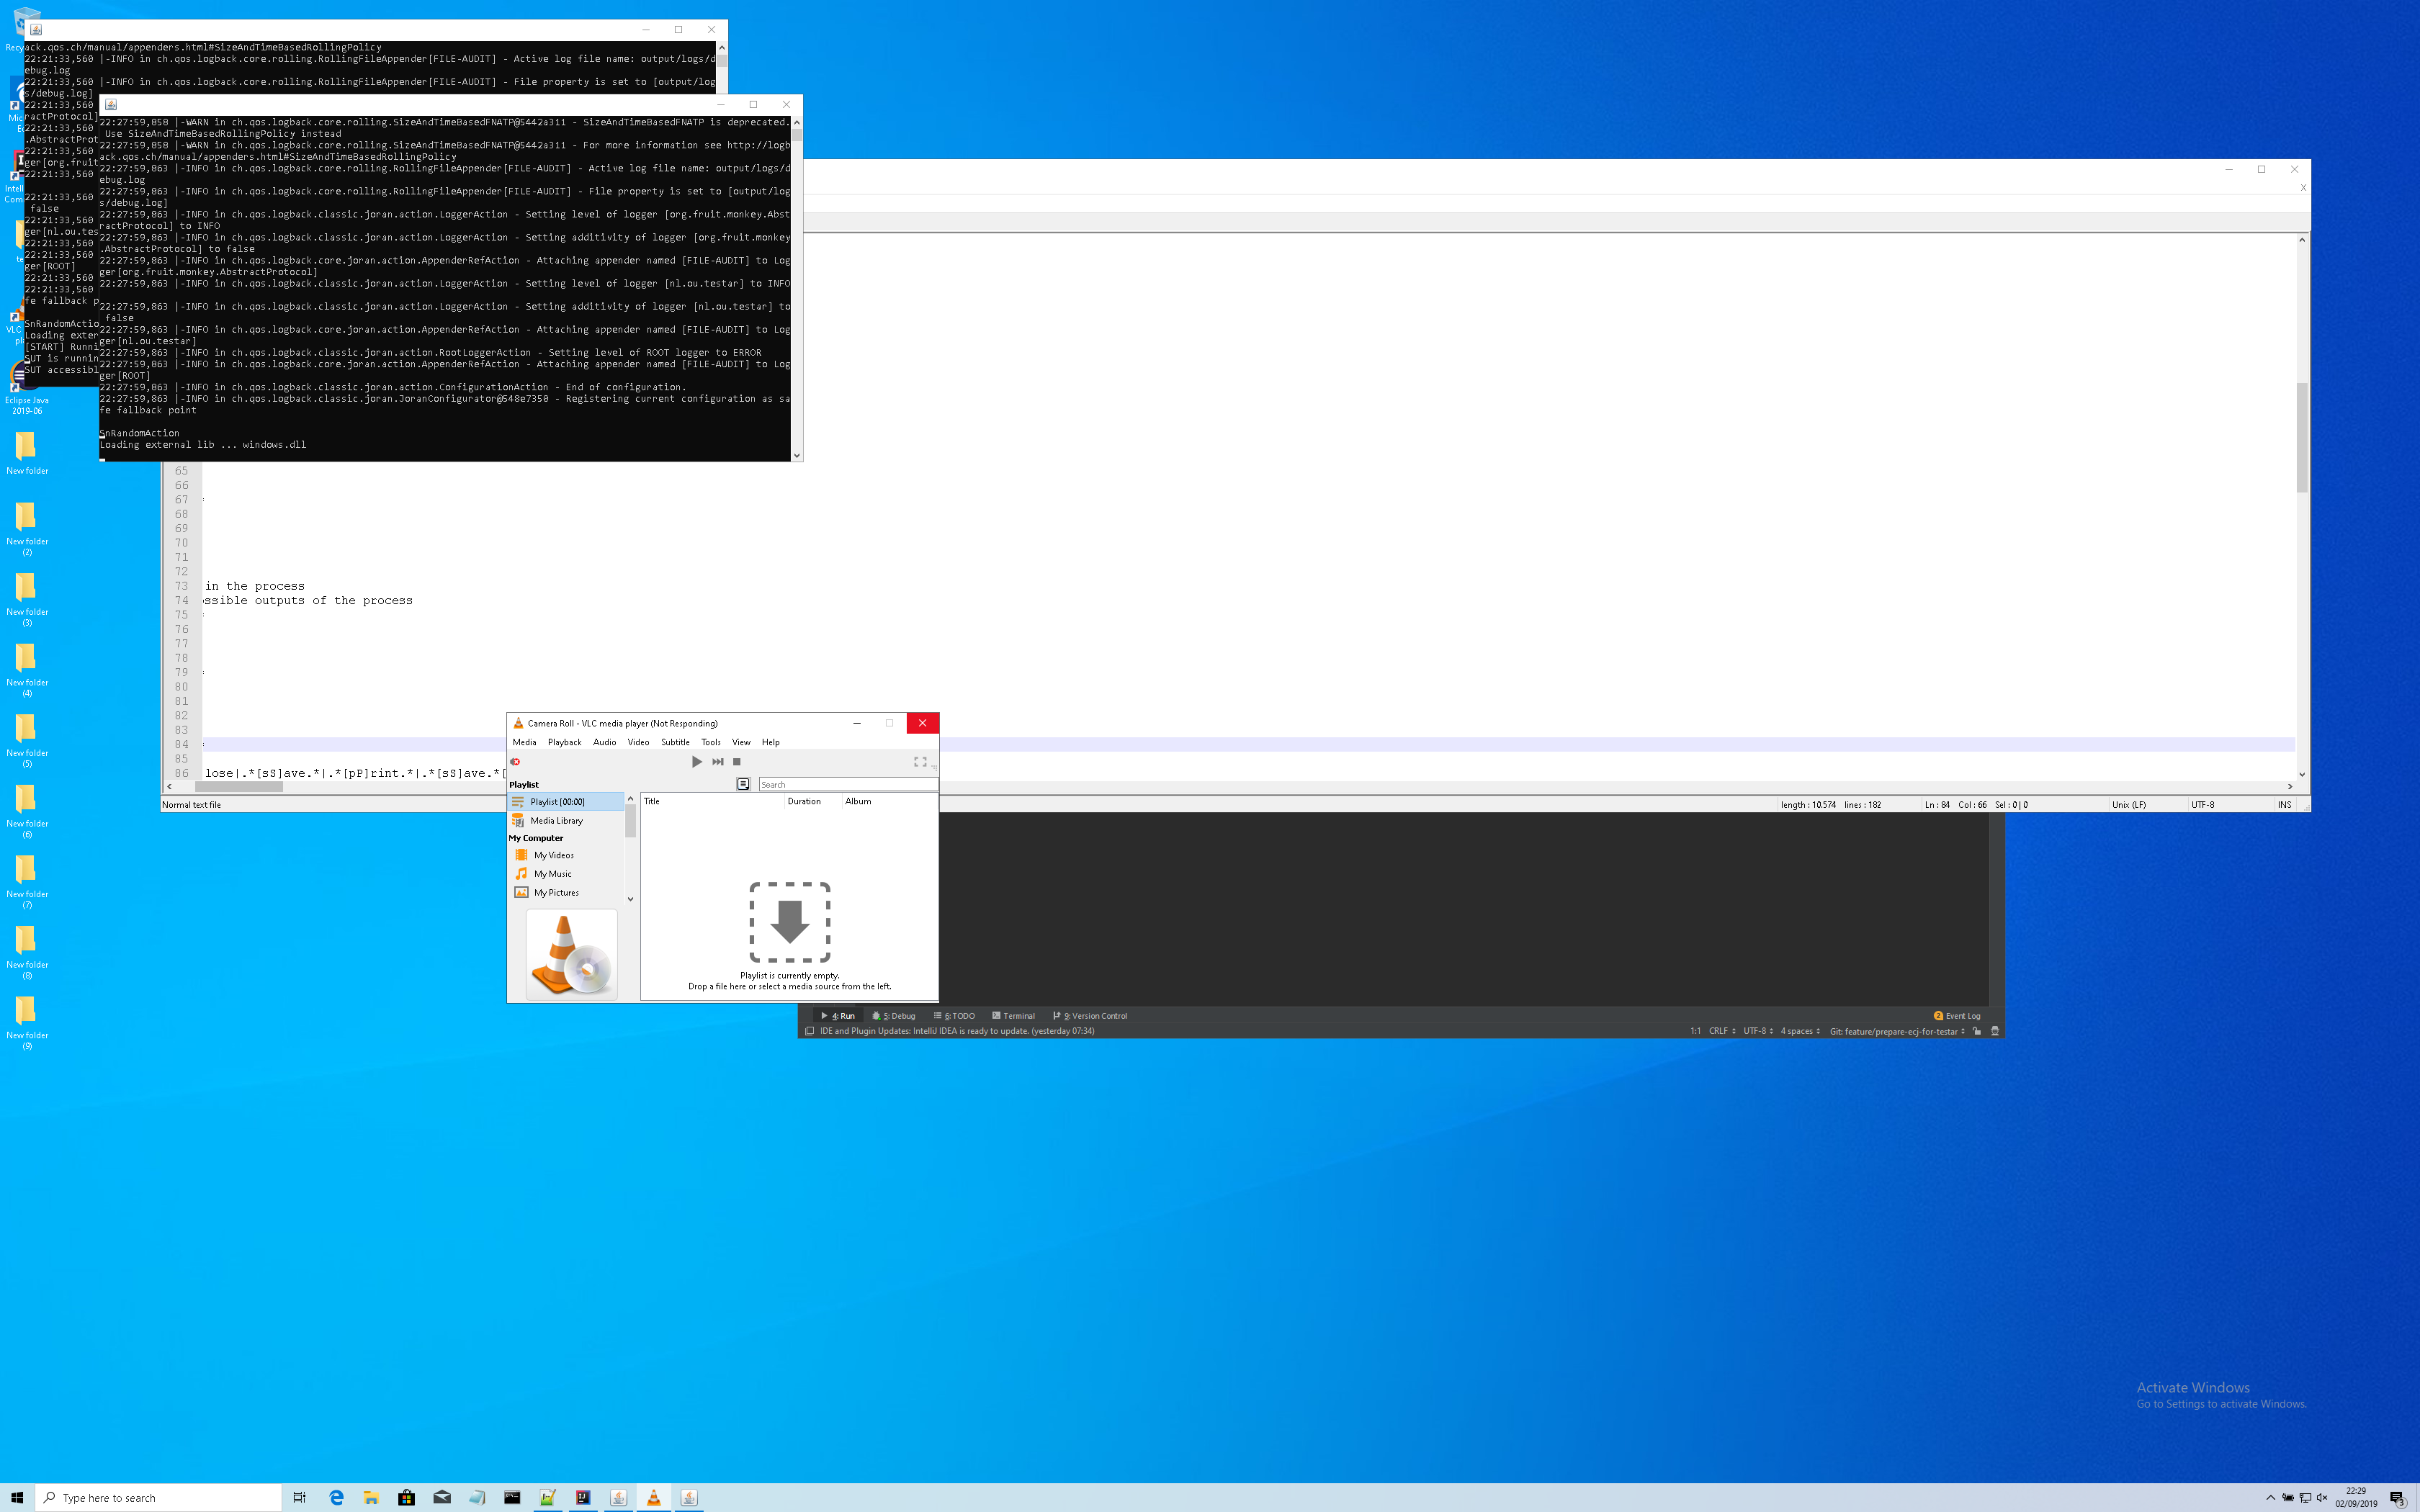 ack.qos.ch/manual/appenders.html#SizeAndTimeBasedRollingPolicy
22:21:33,560 |-INFO in ch.qos.logback.core.rolling.RollingFileAppender[FILE-AUDIT] - Active log file name: output/logs/d
ebug.log
22:21:33,560 |-INFO in ch.qos.logback.core.rolling.RollingFileAppender[FILE-AUDIT] - File property is set to [output/log
s/debug.log]
22:21:33,560
ractProtocol]
22:21:33,560
.AbstractProt
22:21:33,560
ger[org.fruit
22:21:33,560
22:21:33,560
false
22:21:33,560
ger[nl.ou.tes
22:21:33,560
22:21:33,560
ger[ROOT]
22:21:33,560
22:21:33,560
fe fallback p
SnRandomActio
Loading exter
[START] Runni
SUT is runnin
SUT accessibl
22:27:59,858 |-WARN in ch.qos.logback.core.rolling.SizeAndTimeBasedFNATP@5442a311 - SizeAndTimeBasedFNATP is deprecated.
Use SizeAndTimeBasedRollingPolicy instead
22:27:59,858 |-WARN in ch.qos.logback.core.rolling.SizeAndTimeBasedFNATP@5442a311 - For more information see http://logb
ack.qos.ch/manual/appenders.html#SizeAndTimeBasedRollingPolicy
22:27:59,863 |-INFO in ch.qos.logback.core.rolling.RollingFileAppender[FILE-AUDIT] - Active log file name: output/logs/d
ebug.log
22:27:59,863 |-INFO in ch.qos.logback.core.rolling.RollingFileAppender[FILE-AUDIT] - File property is set to [output/log
s/debug.log]
22:27:59,863 |-INFO in ch.qos.logback.classic.joran.action.LoggerAction - Setting level of logger [org.fruit.monkey.Abst
ractProtocol] to INFO
22:27:59,863 |-INFO in ch.qos.logback.classic.joran.action.LoggerAction - Setting additivity of logger [org.fruit.monkey
.AbstractProtocol] to false
22:27:59,863 |-INFO in ch.qos.logback.core.joran.action.AppenderRefAction - Attaching appender named [FILE-AUDIT] to Log
ger[org.fruit.monkey.AbstractProtocol]
22:27:59,863 |-INFO in ch.qos.logback.classic.joran.action.LoggerAction - Setting level of logger [nl.ou.testar] to INFO
22:27:59,863 |-INFO in ch.qos.logback.classic.joran.action.LoggerAction - Setting additivity of logger [nl.ou.testar] to
false
22:27:59,863 |-INFO in ch.qos.logback.core.joran.action.AppenderRefAction - Attaching appender named [FILE-AUDIT] to Log
ger[nl.ou.testar]
22:27:59,863 |-INFO in ch.qos.logback.classic.joran.action.RootLoggerAction - Setting level of ROOT logger to ERROR
22:27:59,863 |-INFO in ch.qos.logback.core.joran.action.AppenderRefAction - Attaching appender named [FILE-AUDIT] to Log
ger[ROOT]
22:27:59,863 |-INFO in ch.qos.logback.classic.joran.action.ConfigurationAction - End of configuration.
22:27:59,863 |-INFO in ch.qos.logback.classic.joran.JoranConfigurator@548e7350 - Registering current configuration as sa
fe fallback point
SnRandomAction
Loading external lib ... windows.dll
Eclipse Java
2019-06
New folder
New folder
(2)
New folder
(3)
New folder
(4)
New folder
(5)
New folder
(6)
New folder
(7)
New folder
(8)
New folder
(9)
65
66
67
68
69
70
71
72
73 in the process
74 ossible outputs of the process
75
76
77
78
79
80
81
82
83
84
85
86 lose|.*[sS]ave.*|.*[pP]rint.*|.*[sS]ave.*[
Normal text file
length : 10.574 lines : 182
Ln : 84 Col : 66 Sel : 0 | 0
Unix (LF)
UTF-8
INS
Camera Roll - VLC media player (Not Responding)
Media Playback Audio Video Subtitle Tools View Help
Playlist
Search
Playlist [00:00]
Title Duration Album
Media Library
My Computer
My Videos
My Music
My Pictures
Playlist is currently empty.
Drop a file here or select a media source from the left.
4: Run 5: Debug 6: TODO Terminal 9: Version Control
2 Event Log
IDE and Plugin Updates: IntelliJ IDEA is ready to update. (yesterday 07:34)
1:1 CRLF UTF-8 4 spaces Git: feature/prepare-ecj-for-testar
Activate Windows
Go to Settings to activate Windows.
Type here to search
22:29
02/09/2019
3